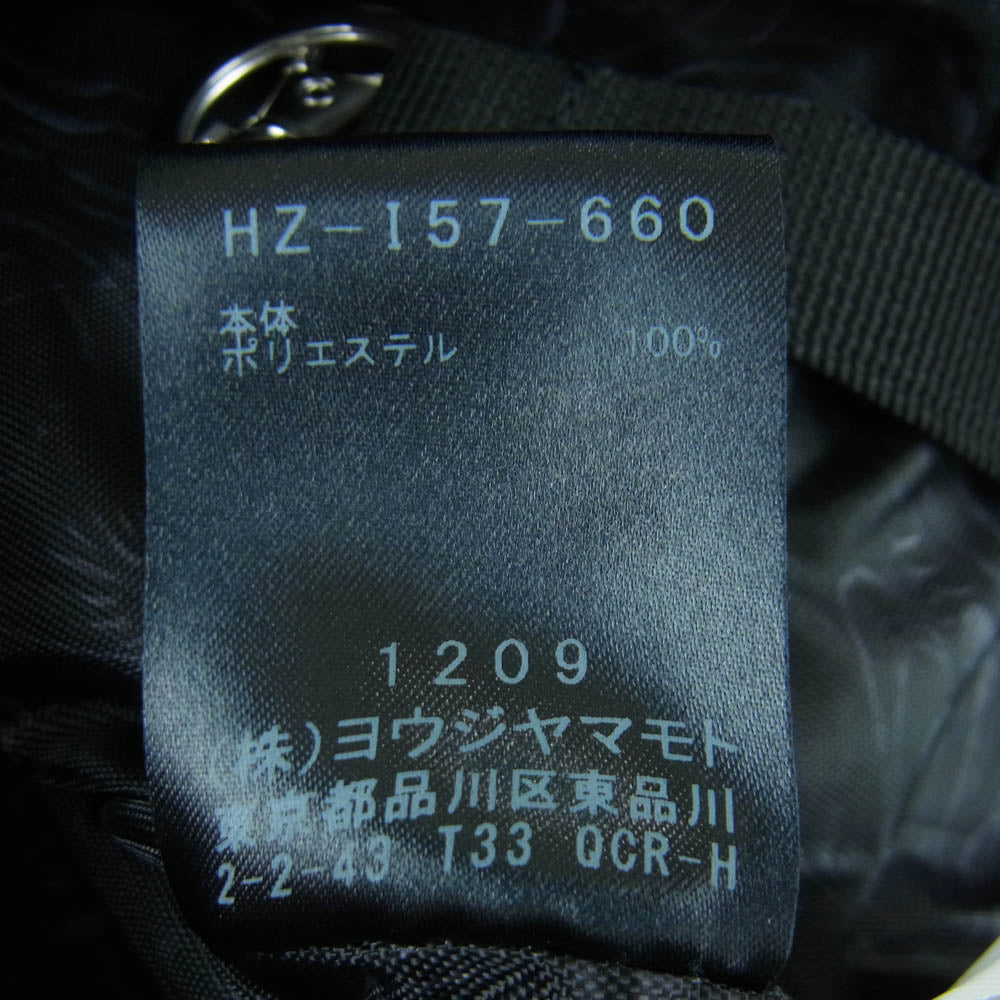 HZ-I57-660
本体
ポリエステル 100%
1209
(株)ヨウジヤマモト
東京都品川区東品川
2-2-43 T33 QCR-H